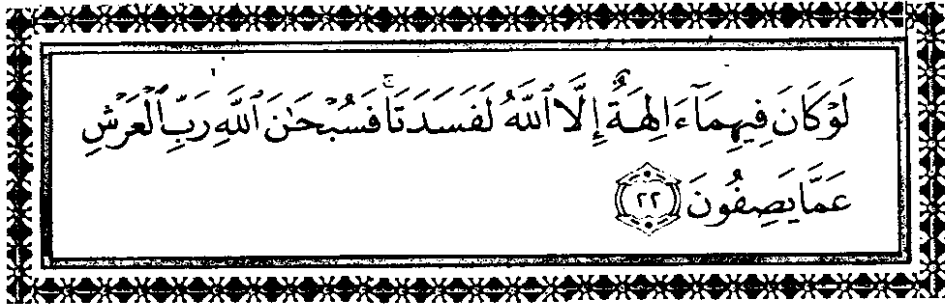 لَوْ كَانَ فِيهِمَآ ءَالِهَةٌ إِلَّا ٱللَّهُ لَفَسَدَتَا ۚ فَسُبْحَٰنَ ٱللَّهِ رَبِّ ٱلْعَرْشِ
عَمَّا يَصِفُونَ ٢٢